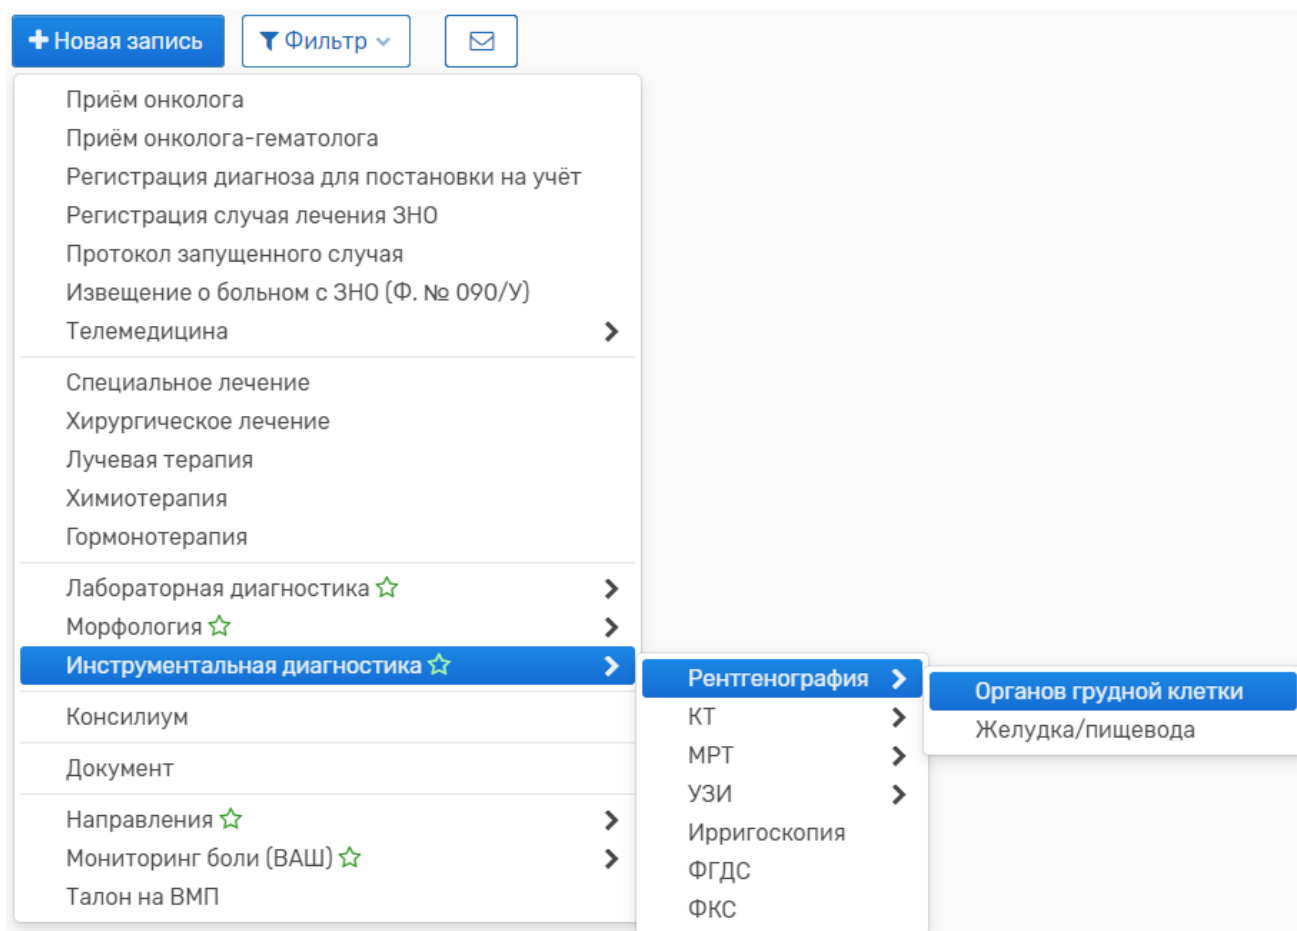 Новая запись
Фильтр
Приём онколога
Приём онколога-гематолога
Регистрация диагноза для постановки на учёт
Регистрация случая лечения ЗНО
Протокол запущенного случая
Извещение о больном с ЗНО (Ф. № 090/У)
Телемедицина
Специальное лечение
Хирургическое лечение
Лучевая терапия
Химиотерапия
Гормонотерапия
Лабораторная диагностика
Морфология
Инструментальная диагностика
Консилиум
Документ
Направления
Мониторинг боли (ВАШ)
Талон на ВМП
Рентгенография
КТ
МРТ
УЗИ
Ирригоскопия
ФГДС
ФКС
Органов грудной клетки
Желудка/пищевода